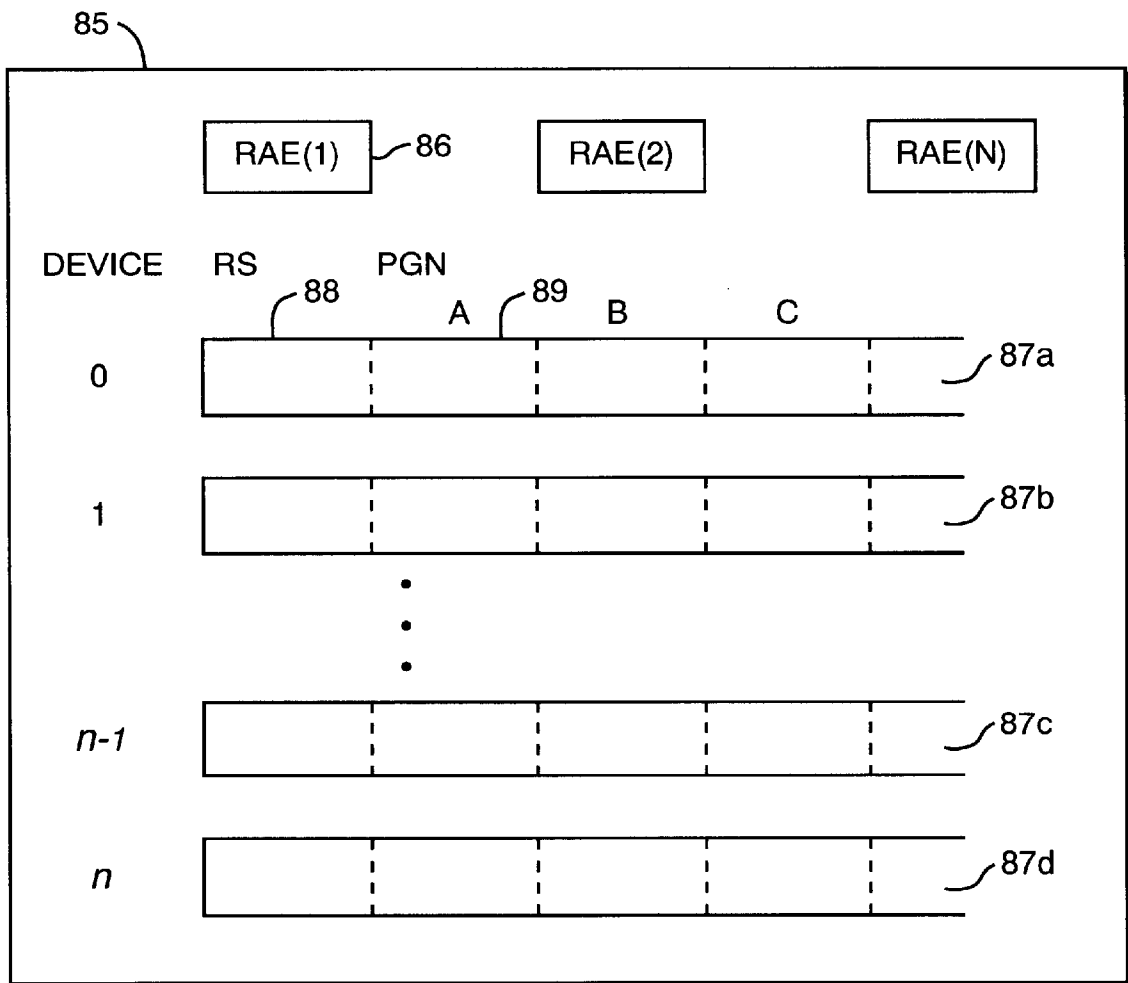 85
RAE(1) 86 RAE(2) RAE(N)
DEVICE RS PGN
88 A 89 B C
0 87a
1 87b
n-1 87c
n 87d